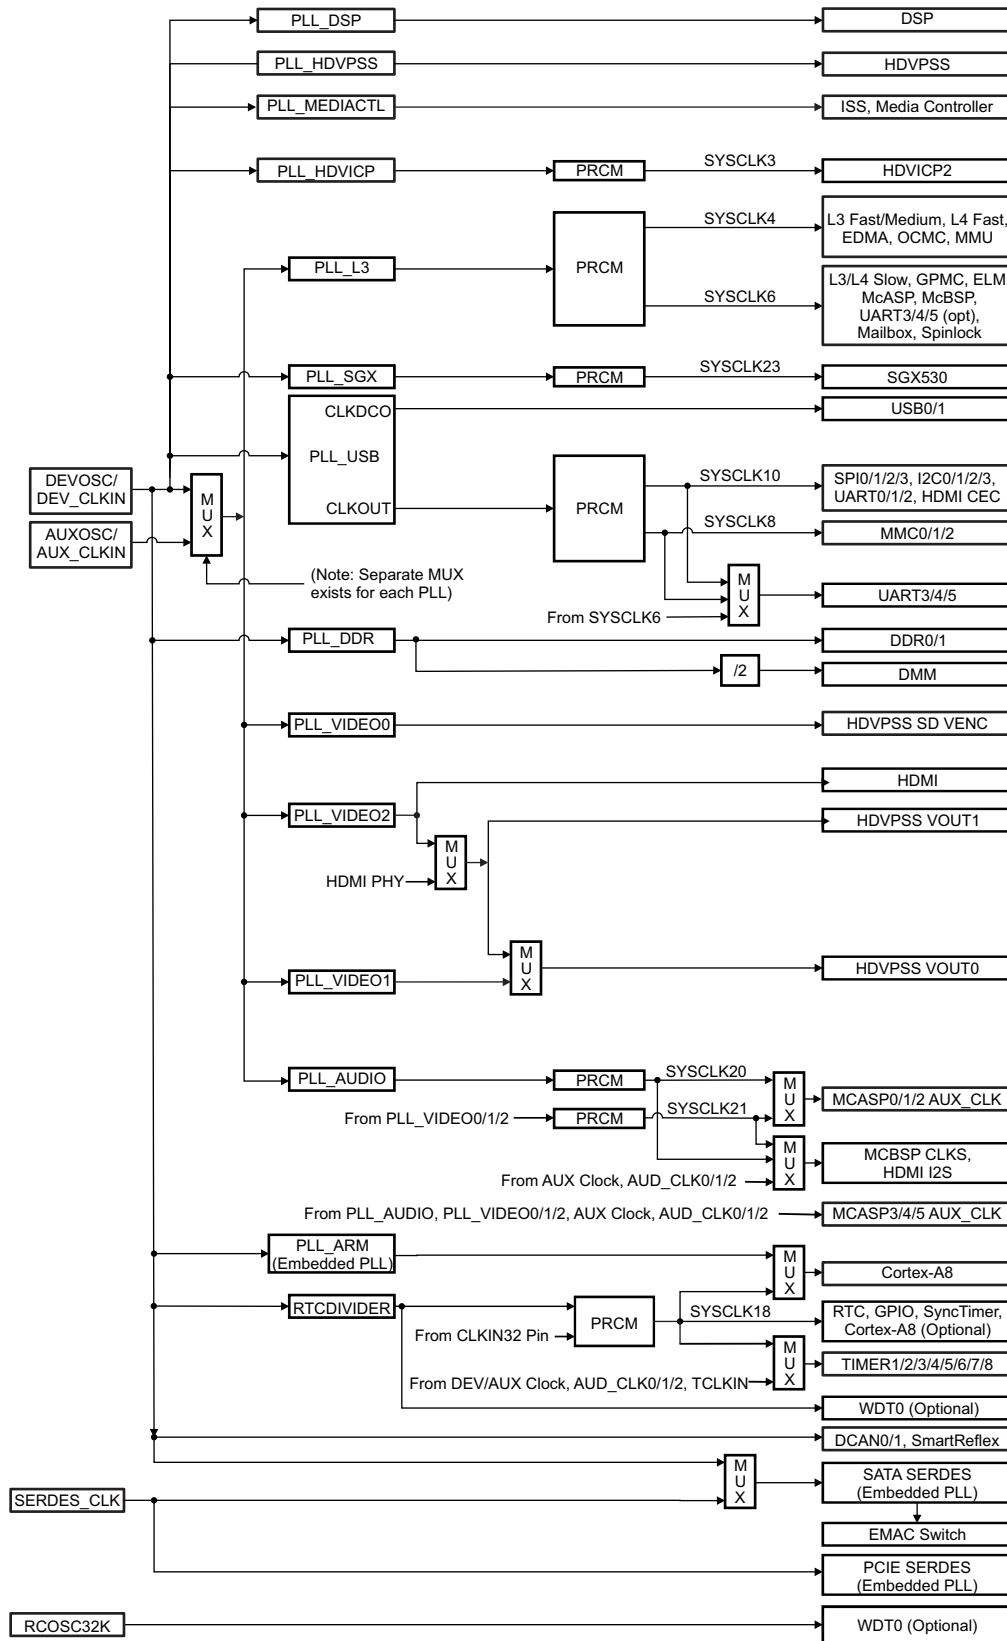 PLL_DSP
DSP
PLL_HDVPSS
HDVPSS
PLL_MEDIACTL
ISS, Media Controller
PLL_HDVICP
PRCM
SYSCLK3
HDVICP2
PLL_L3
PRCM
SYSCLK4
L3 Fast/Medium, L4 Fast,
EDMA, OCMC, MMU
SYSCLK6
L3/L4 Slow, GPMC, ELM
McASP, McBSP,
UART3/4/5 (opt),
Mailbox, Spinlock
PLL_SGX
PRCM
SYSCLK23
SGX530
CLKDCO
PLL_USB
CLKOUT
USB0/1
DEVOSC/
DEV_CLKIN
AUXOSC/
AUX_CLKIN
MUX
(Note: Separate MUX
exists for each PLL)
PRCM
SYSCLK10
SPI0/1/2/3, I2C0/1/2/3,
UART0/1/2, HDMI CEC
SYSCLK8
MMC0/1/2
From SYSCLK6
MUX
UART3/4/5
PLL_DDR
DDR0/1
/2
DMM
PLL_VIDEO0
HDVPSS SD VENC
PLL_VIDEO2
HDMI
HDMI PHY
MUX
HDVPSS VOUT1
PLL_VIDEO1
MUX
HDVPSS VOUT0
PLL_AUDIO
PRCM
SYSCLK20
MUX
MCASP0/1/2 AUX_CLK
From PLL_VIDEO0/1/2
PRCM
SYSCLK21
From AUX Clock, AUD_CLK0/1/2
MUX
MCBSP CLKS,
HDMI I2S
From PLL_AUDIO, PLL_VIDEO0/1/2, AUX Clock, AUD_CLK0/1/2
MCASP3/4/5 AUX_CLK
PLL_ARM
(Embedded PLL)
MUX
Cortex-A8
RTCDIVIDER
From CLKIN32 Pin
PRCM
SYSCLK18
RTC, GPIO, SyncTimer,
Cortex-A8 (Optional)
From DEV/AUX Clock, AUD_CLK0/1/2, TCLKIN
MUX
TIMER1/2/3/4/5/6/7/8
WDT0 (Optional)
DCAN0/1, SmartReflex
SERDES_CLK
MUX
SATA SERDES
(Embedded PLL)
EMAC Switch
PCIE SERDES
(Embedded PLL)
RCOSC32K
WDT0 (Optional)